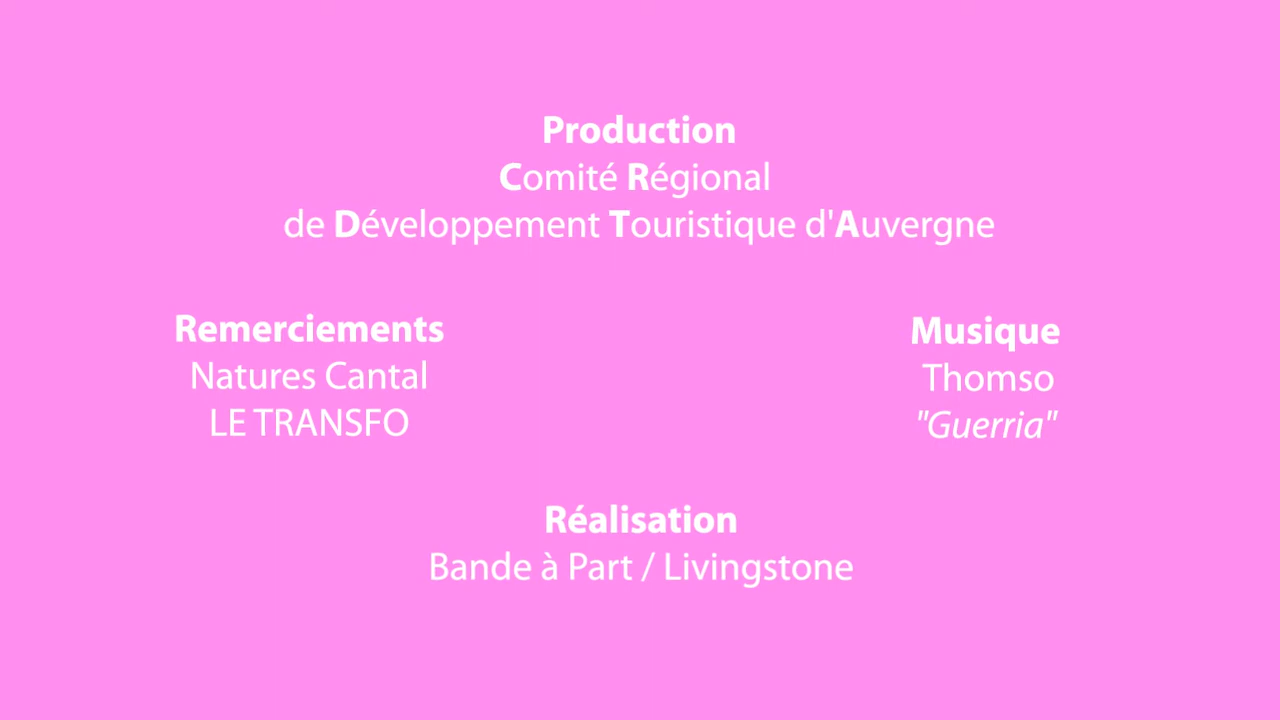 Production
Comité Régional
de Développement Touristique d'Auvergne
Remerciements
Natures Cantal
LE TRANSFO
Musique
Thomso
"Guerria"
Réalisation
Bande à Part / Livingstone